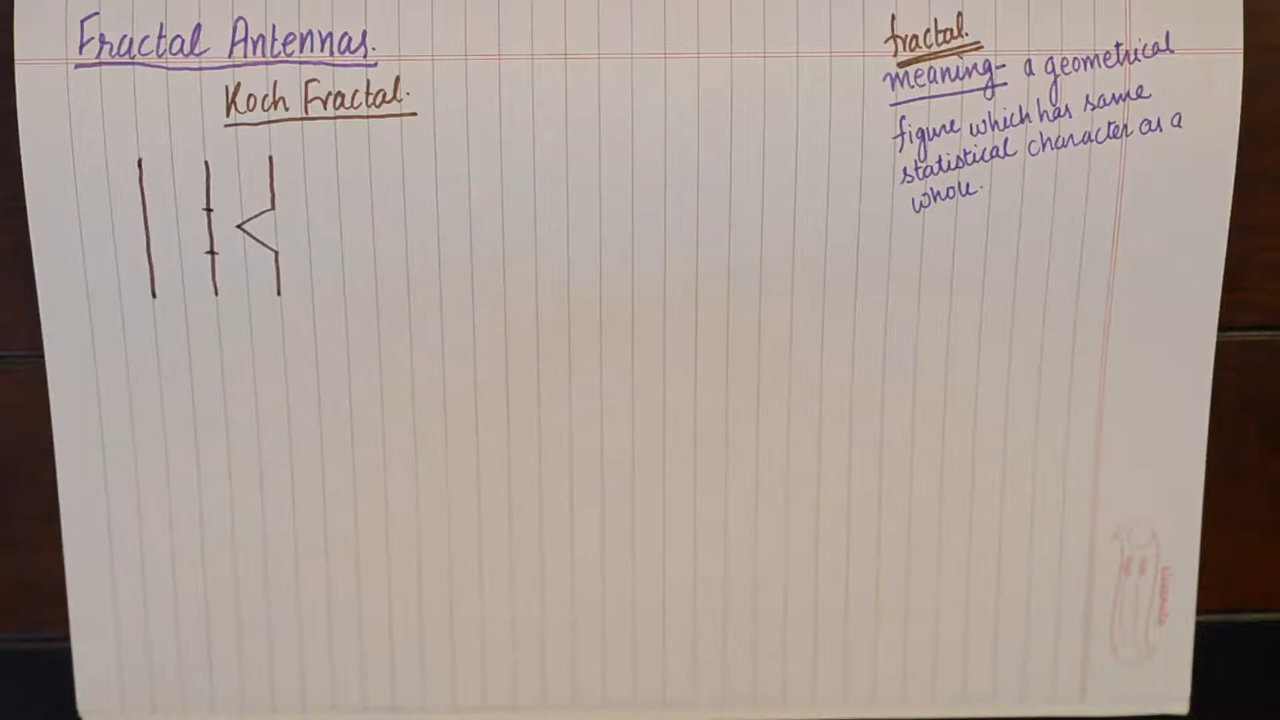 Fractal Antennas.
Koch Fractal.
fractal.
meaning- a geometrical
figure which has same
statistical character as a
whole.